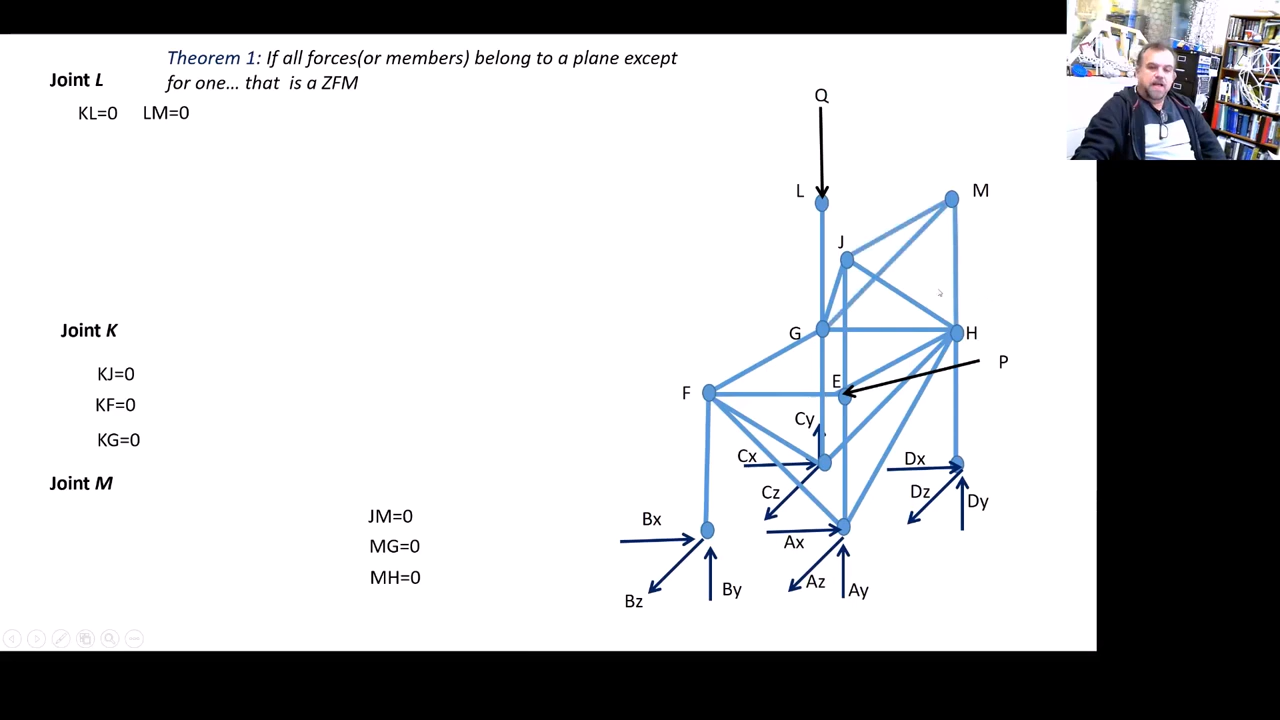 Theorem 1: If all forces(or members) belong to a plane except
for one... that is a ZFM
Joint L
KL=0 LM=0
Joint K
KJ=0
KF=0
KG=0
Joint M
JM=0
MG=0
MH=0
Q
L
M
J
G
H
P
E
F
Cy
Cx
Dx
Cz
Dz
Dy
Bx
Ax
Az
Ay
By
Bz